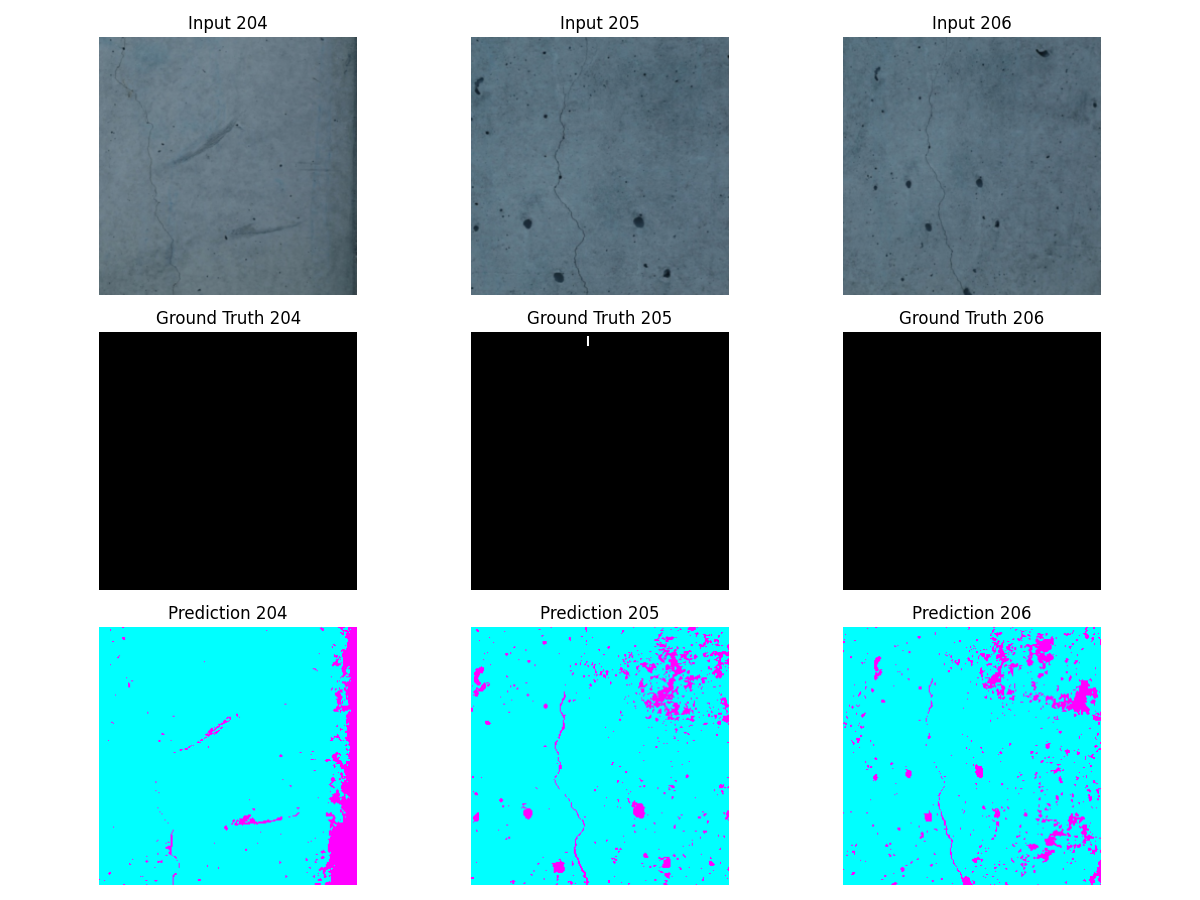 Input 204
Input 205
Input 206
Ground Truth 204
Ground Truth 205
Ground Truth 206
Prediction 204
Prediction 205
Prediction 206